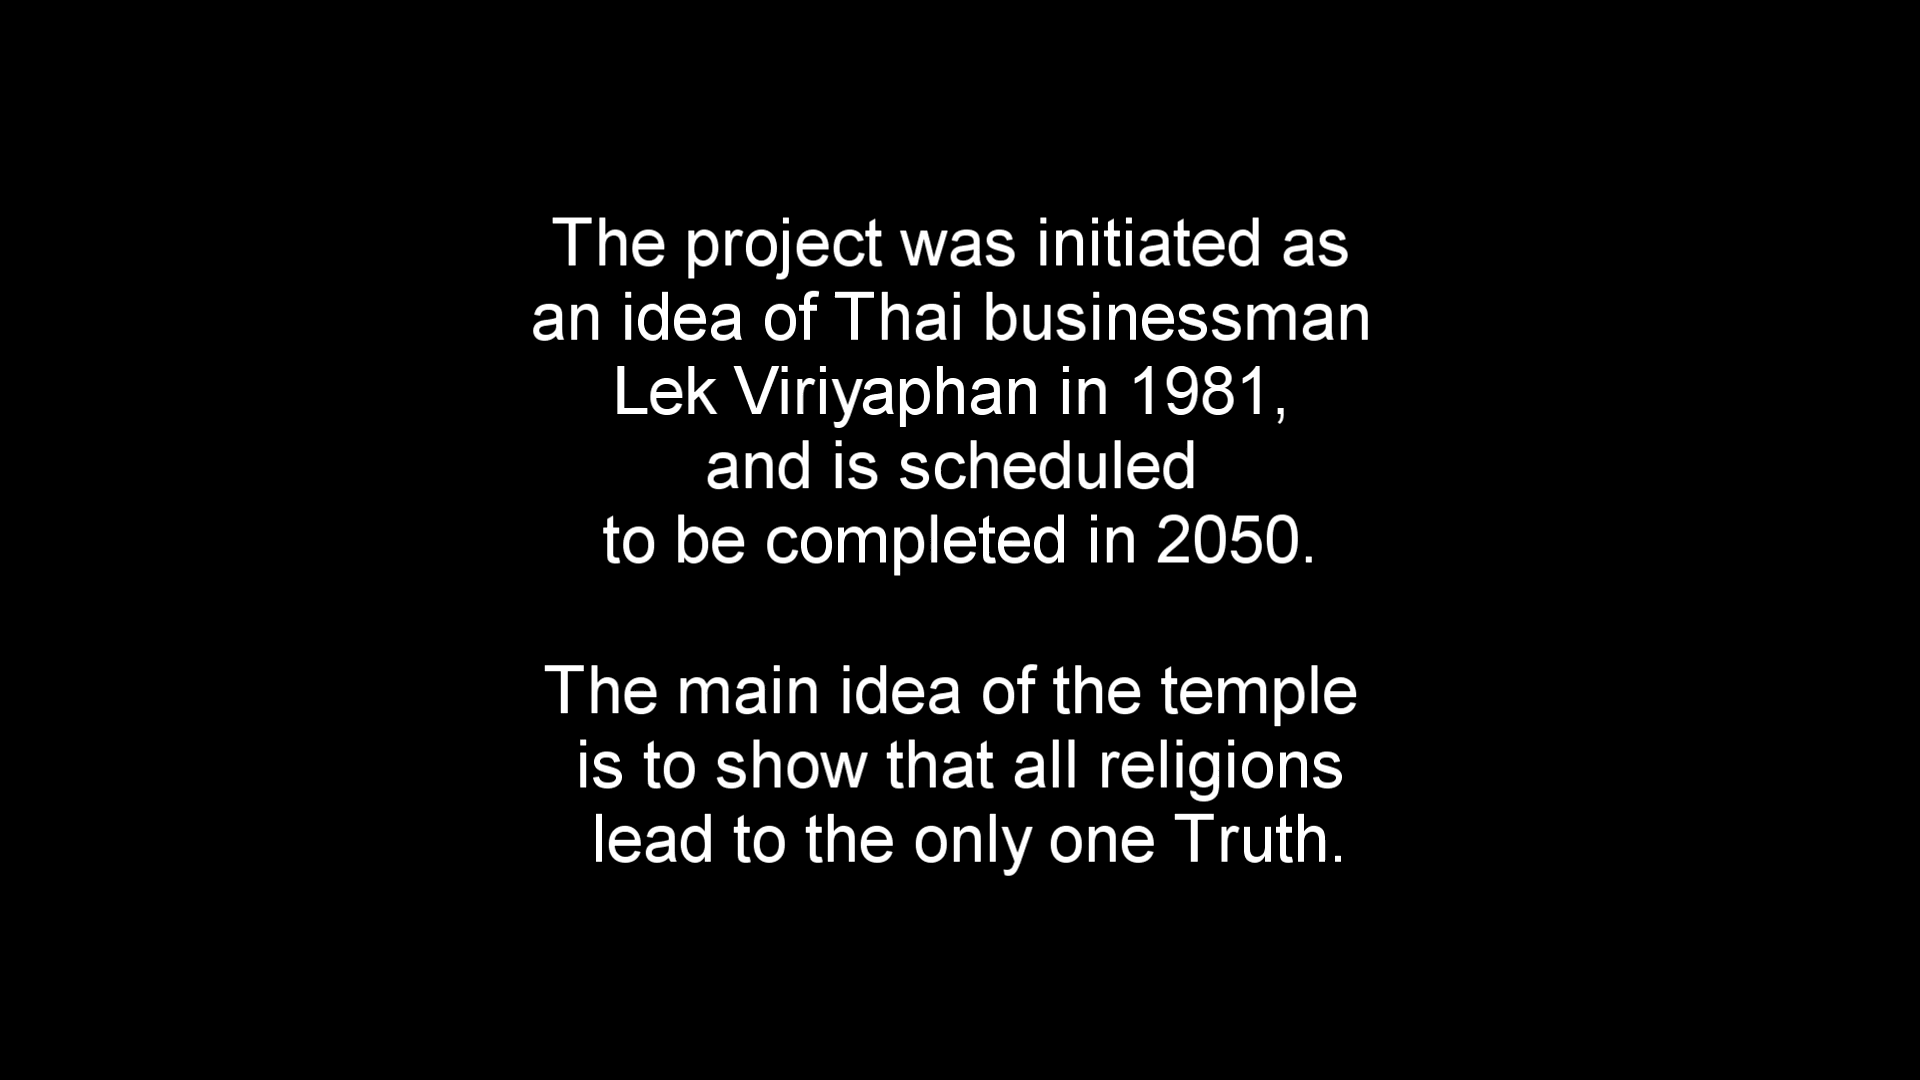 The project was initiated as
an idea of Thai businessman
Lek Viriyaphan in 1981,
and is scheduled
to be completed in 2050.
The main idea of the temple
is to show that all religions
lead to the only one Truth.